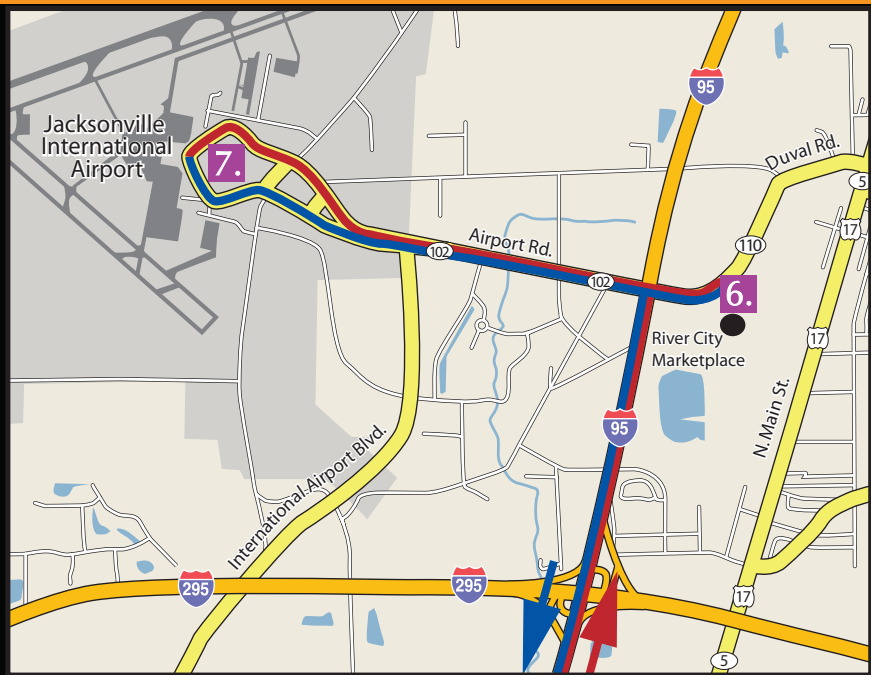 95
Jacksonville
International
Airport
7.
Duval Rd.
5
17
Airport Rd.
102
110
102
6.
River City
Marketplace
17
95
N. Main St.
International Airport Blvd.
295
295
17
5